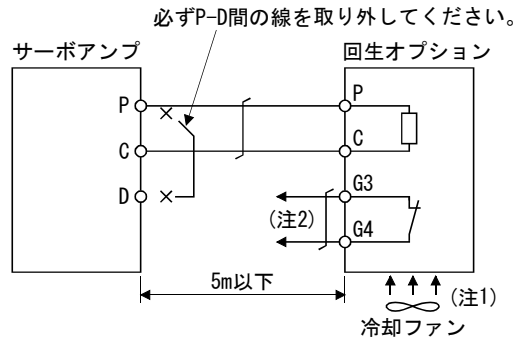 必ずP-D間の線を取り外してください。
サーボアンプ
回生オプション
P
P
C
C
D
G3
(注2)
G4
5m以下
(注1)
冷却ファン